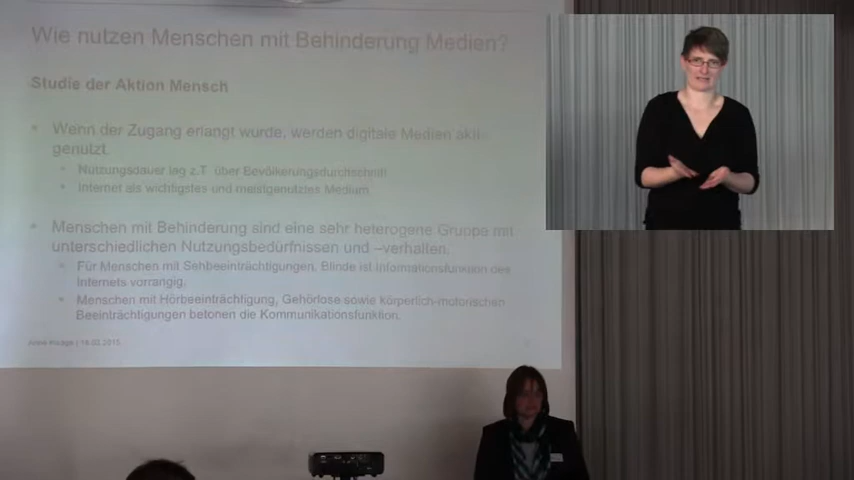 Wie nutzen Menschen mit Behinderung Medien?
Studie der Aktion Mensch
Wenn der Zugang erlangt wurde, werden digitale Medien
genutzt.
Nutzungsdauer lag z.T. über Bevölkerungsdurchschnitt
Internet als wichtigstes und meistgenutztes Medium
Menschen mit Behinderung sind eine sehr heterogene Gruppe mit
unterschiedlichen Nutzungsbedürfnissen und –verhalten.
Für Menschen mit Sehbeeinträchtigungen, Blinde ist Informationsfunktion des
Internets vorrangig.
Menschen mit Hörbeeinträchtigung, Gehörlose sowie körperlich-motorischen
Beeinträchtigungen betonen die Kommunikationsfunktion.